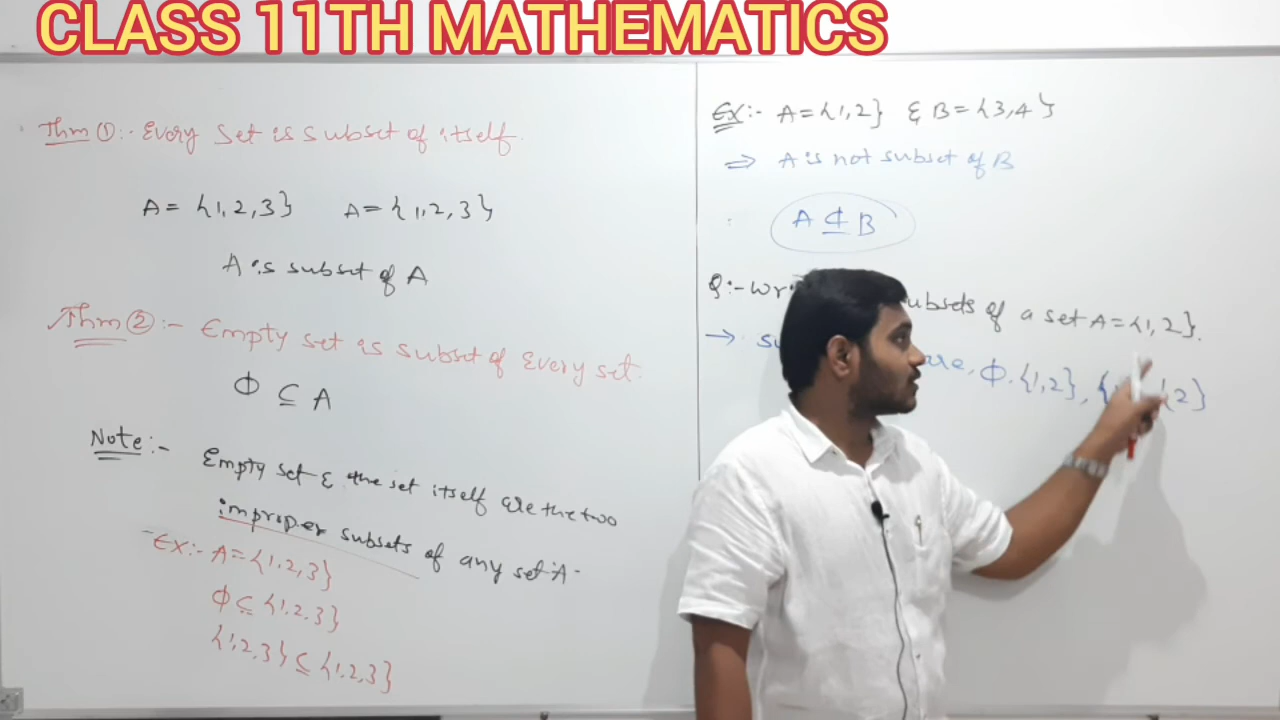 CLASS 11TH MATHEMATICS
Thm ① :- Every set is subset of itself.
A = {1,2,3} A = {1,2,3}
A is subset of A
Thm ② :- Empty set is subset of every set.
Φ ⊆ A
Note :- Empty set & the set itself are the two
improper subsets of any set A.
Ex:- A = {1,2,3}
Φ ⊆ {1,2,3}
{1,2,3} ⊆ {1,2,3}
Ex:- A = {1,2} & B = {3,4}
⇒ A is not subset of B
A ⊄ B
Q:- ubsets of a set A = {1,2}.
→ are, Φ, {1,2}, {2}